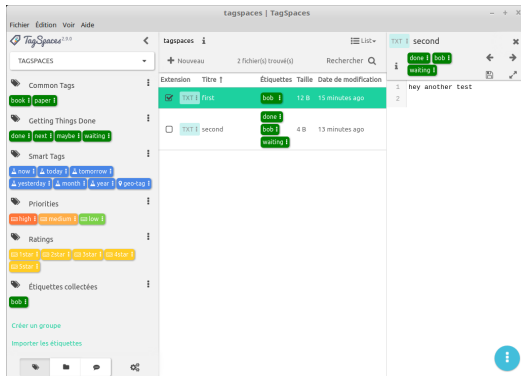 tagspaces | TagSpaces
Fichier Édition Voir Aide
TagSpaces 2.9.0
TAGSPACES
Common Tags
book paper
Getting Things Done
done next maybe waiting
Smart Tags
now today tomorrow
yesterday month year geo-tag
Priorities
high medium low
Ratings
1star 2star 3star 4star
5star
Étiquettes collectées
bob
Créer un groupe
Importer les étiquettes
tagspaces
List
Nouveau 2 fichier(s) trouvé(s) Rechercher
Extension Titre ↑ Étiquettes Taille Date de modification
TXT first bob 12 B 15 minutes ago
TXT second done bob waiting 4 B 13 minutes ago
TXT second
done bob
waiting
1 hey another test
2